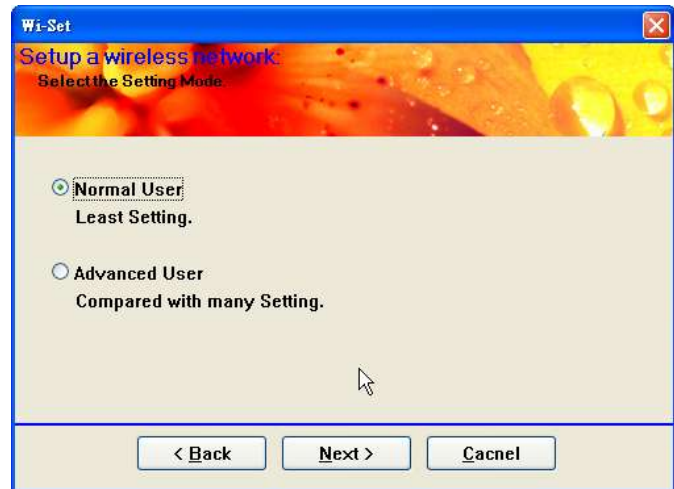 Wi-Set
Setup a wireless network:
Select the Setting Mode.
Normal User
Least Setting.
Advanced User
Compared with many Setting.
< Back
Next >
Cacnel